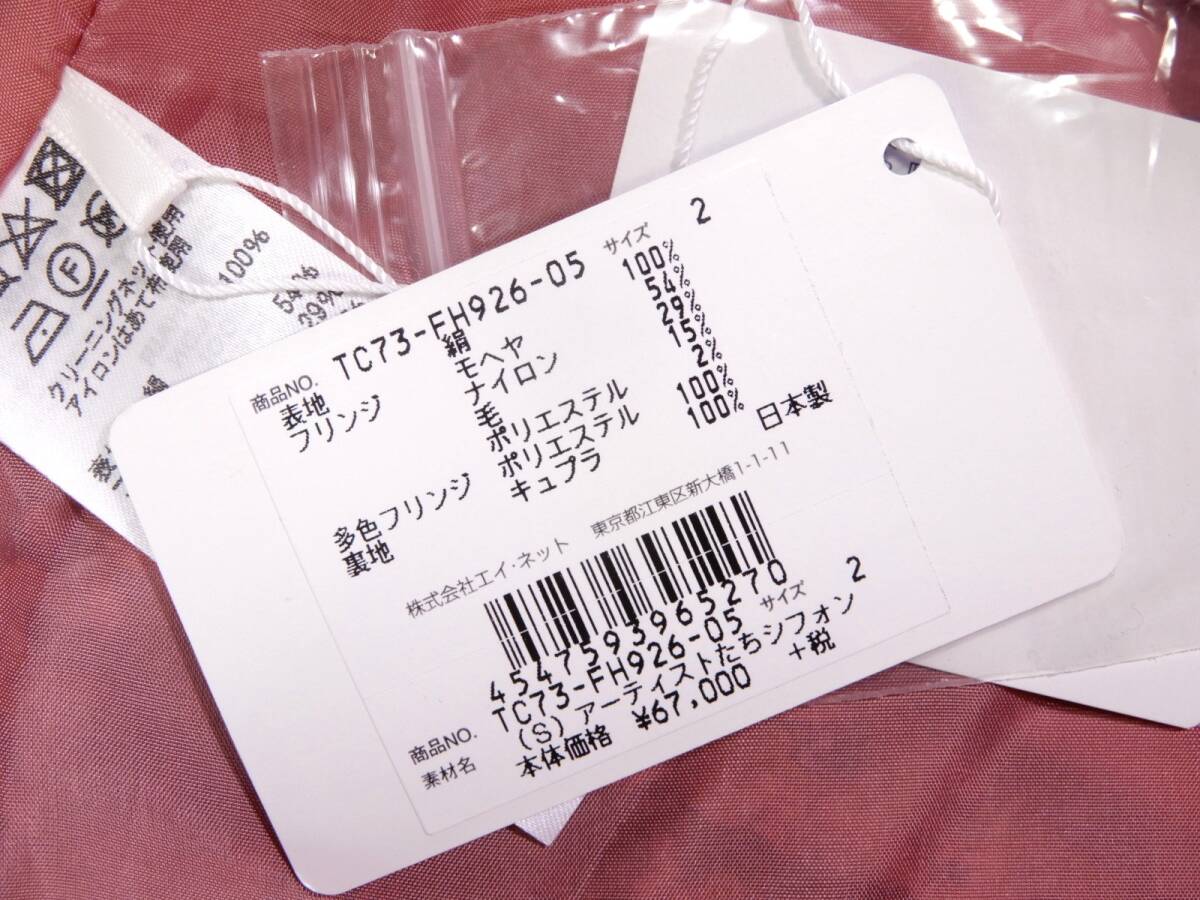 商品NO. TC73-FH926-05 サイズ 2
表地 絹 100%
フリンジ モヘヤ 54%
ナイロン 29%
毛 15%
ポリエステル 2%
多色フリンジ ポリエステル 100%
裏地 キュプラ 100%
日本製
株式会社エイ・ネット 東京都江東区新大橋1-1-11
4547593965270
商品NO. TC73-FH926-05 サイズ 2
素材名 (S)アーティストたちシフォン
本体価格 ¥67,000 +税
F
クリーニングネット使用
アイロンはあて布使用
絹 100%
54%
29%